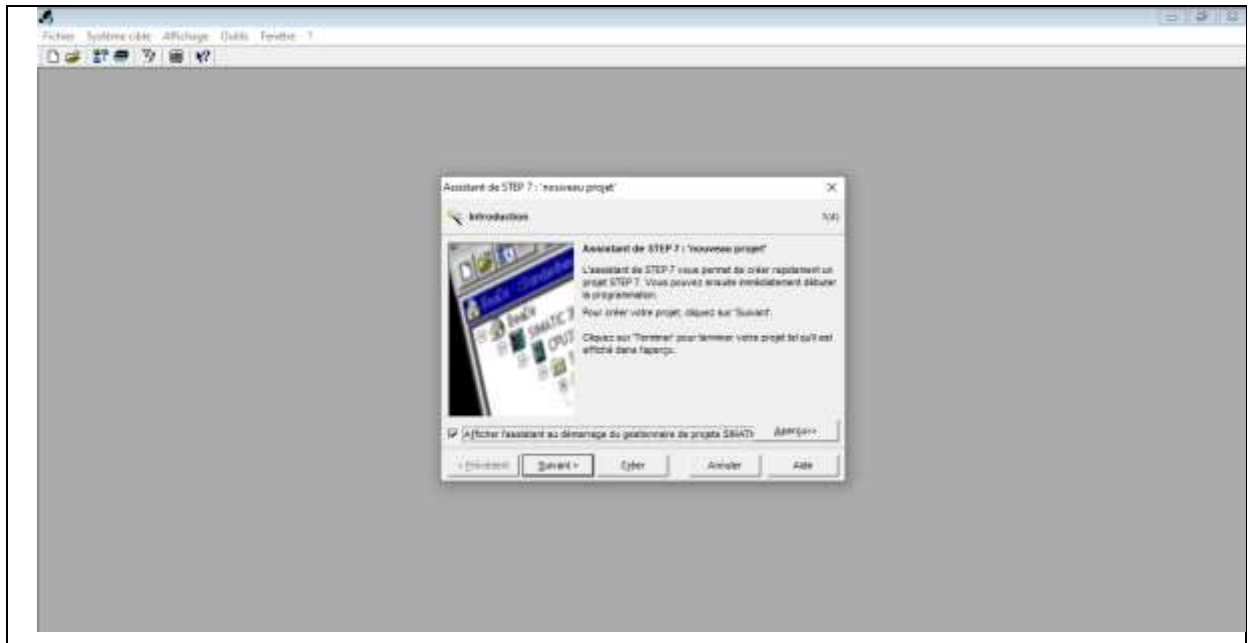 Fichier Système cible Affichage Outils Fenêtre ?
Assistant de STEP 7 : 'nouveau projet'
Introduction
Assistant de STEP 7 : 'nouveau projet'
L'assistant de STEP 7 vous permet de créer rapidement un
projet STEP 7. Vous pouvez ensuite immédiatement débuter
la programmation.
Pour créer votre projet, cliquez sur 'Suivant'.
Cliquez sur 'Terminer' pour terminer votre projet tel qu'il est
affiché dans l'aperçu.
SIMATIC
Afficher l'assistant au démarrage du gestionnaire de projets SIMATI
Aperçu>>
< Précédent
Suivant >
Annuler
Aide